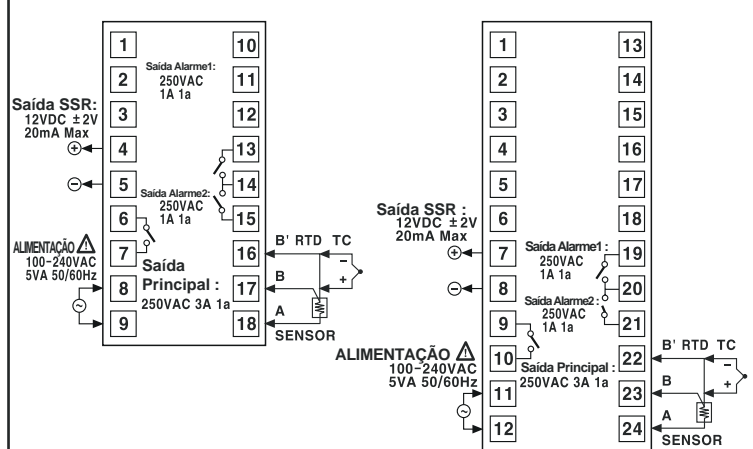 1
10
2
Saída Alarme1:
250VAC
1A 1a
11
Saída SSR:
12VDC ±2V
20mA Max
3
12
4
13
5
14
Saída Alarme2:
250VAC
1A 1a
6
15
ALIMENTAÇÃO
100-240VAC
5VA 50/60Hz
7
16
B' RTD TC
Saída
Principal :
250VAC 3A 1a
8
17
B
9
18
A
SENSOR
−
+
1
13
2
14
3
15
4
16
5
17
6
18
Saída SSR :
12VDC ±2V
20mA Max
7
Saída Alarme1 :
250VAC
1A 1a
19
8
20
Saída Alarme2 :
250VAC
1A 1a
9
21
ALIMENTAÇÃO
100-240VAC
5VA 50/60Hz
10
Saída Principal :
250VAC 3A 1a
22
B' RTD TC
11
23
B
12
24
A
SENSOR
−
+